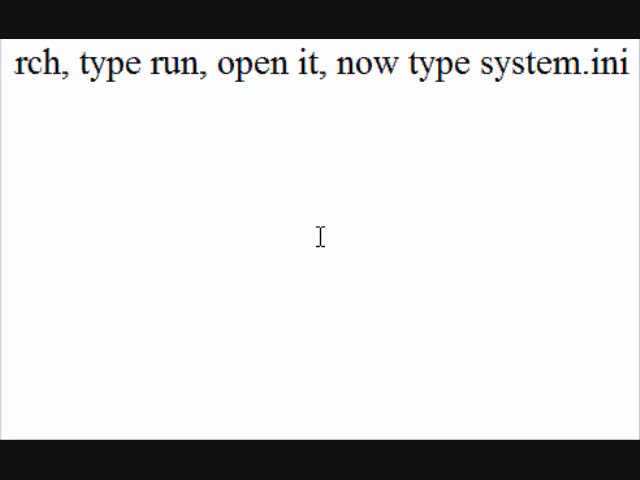 rch, type run, open it, now type system.ini